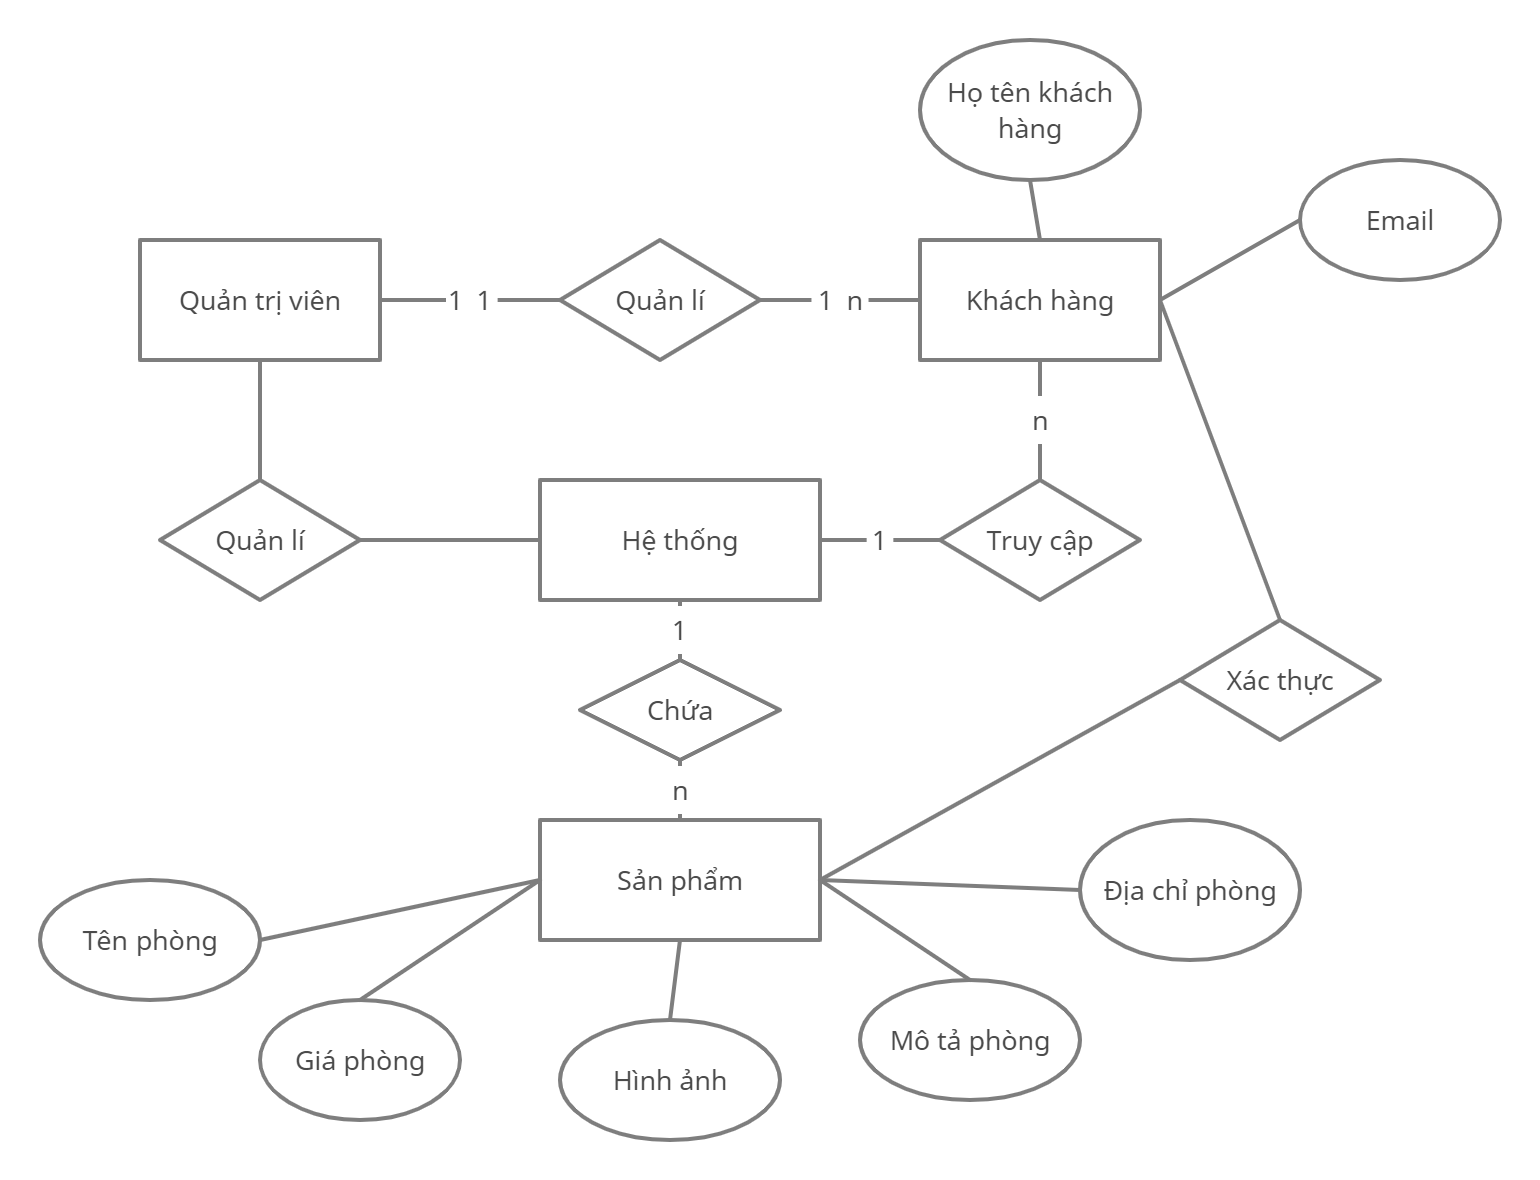 Họ tên khách
hàng
Email
Quản trị viên
1 1
Quản lí
1 n
Khách hàng
n
Quản lí
Hệ thống
1
Truy cập
1
Chứa
Xác thực
n
Sản phẩm
Địa chỉ phòng
Tên phòng
Giá phòng
Hình ảnh
Mô tả phòng